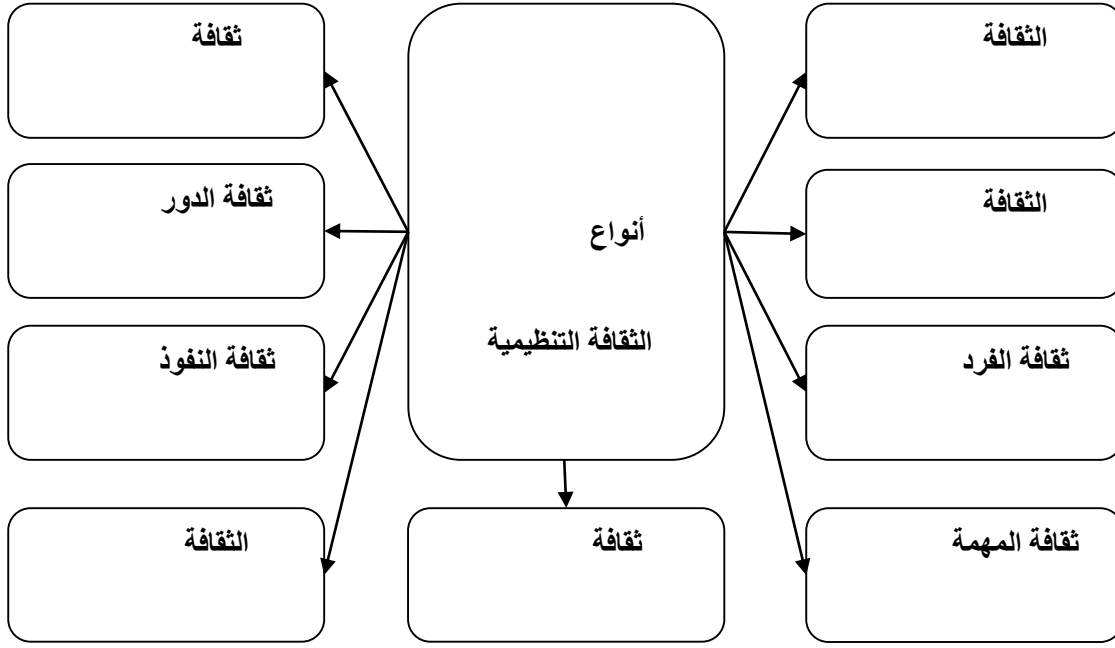 الثقافة
ثقافة
الثقافة
ثقافة الدور
أنواع
الثقافة التنظيمية
ثقافة الفرد
ثقافة النفوذ
ثقافة المهمة
ثقافة
الثقافة